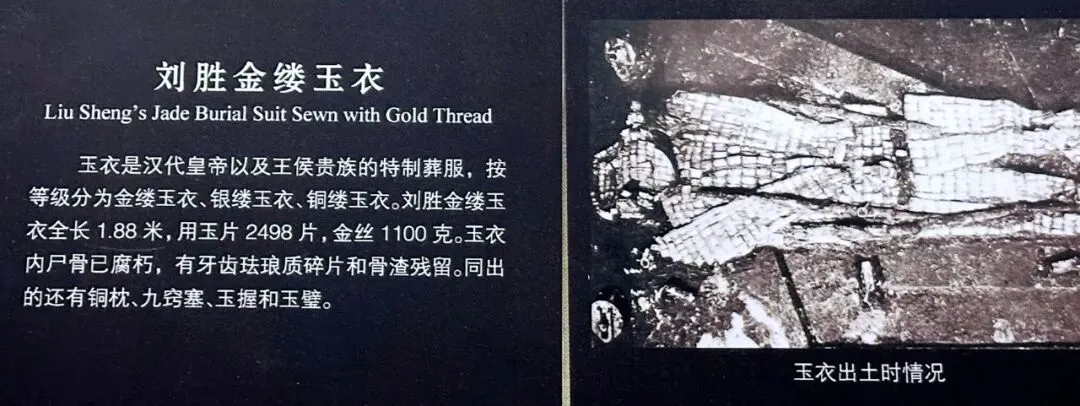 刘胜金缕玉衣
Liu Sheng's Jade Burial Suit Sewn with Gold Thread
玉衣是汉代皇帝以及王侯贵族的特制葬服，按
等级分为金缕玉衣、银缕玉衣、铜缕玉衣。刘胜金缕玉
衣全长 1.88 米，用玉片 2498 片，金丝 1100 克。玉衣
内尸骨已腐朽，有牙齿珐琅质碎片和骨渣残留。同出
的还有铜枕、九窍塞、玉握和玉璧。
玉衣出土时情况